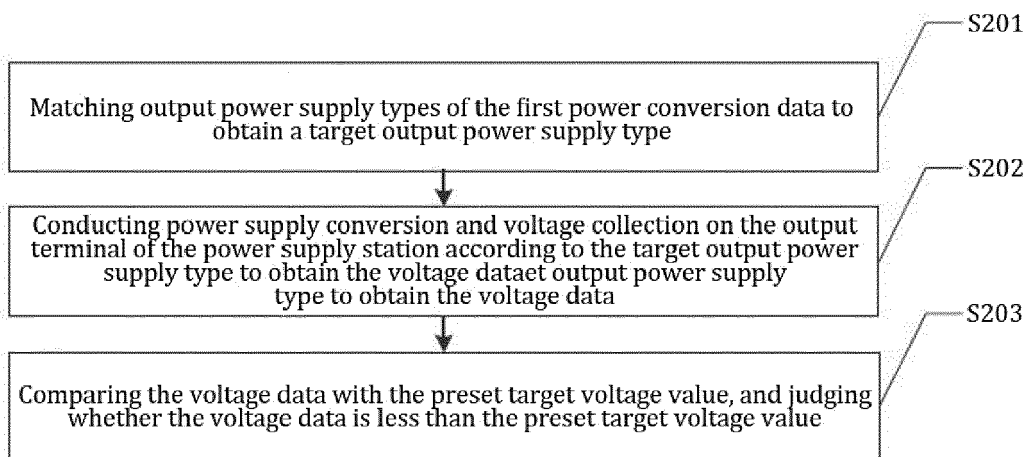 S201
Matching output power supply types of the first power conversion data to
obtain a target output power supply type
S202
Conducting power supply conversion and voltage collection on the output
terminal of the power supply station according to the target output power
supply type to obtain the voltage dataet output power supply
type to obtain the voltage data
S203
Comparing the voltage data with the preset target voltage value, and judging
whether the voltage data is less than the preset target voltage value